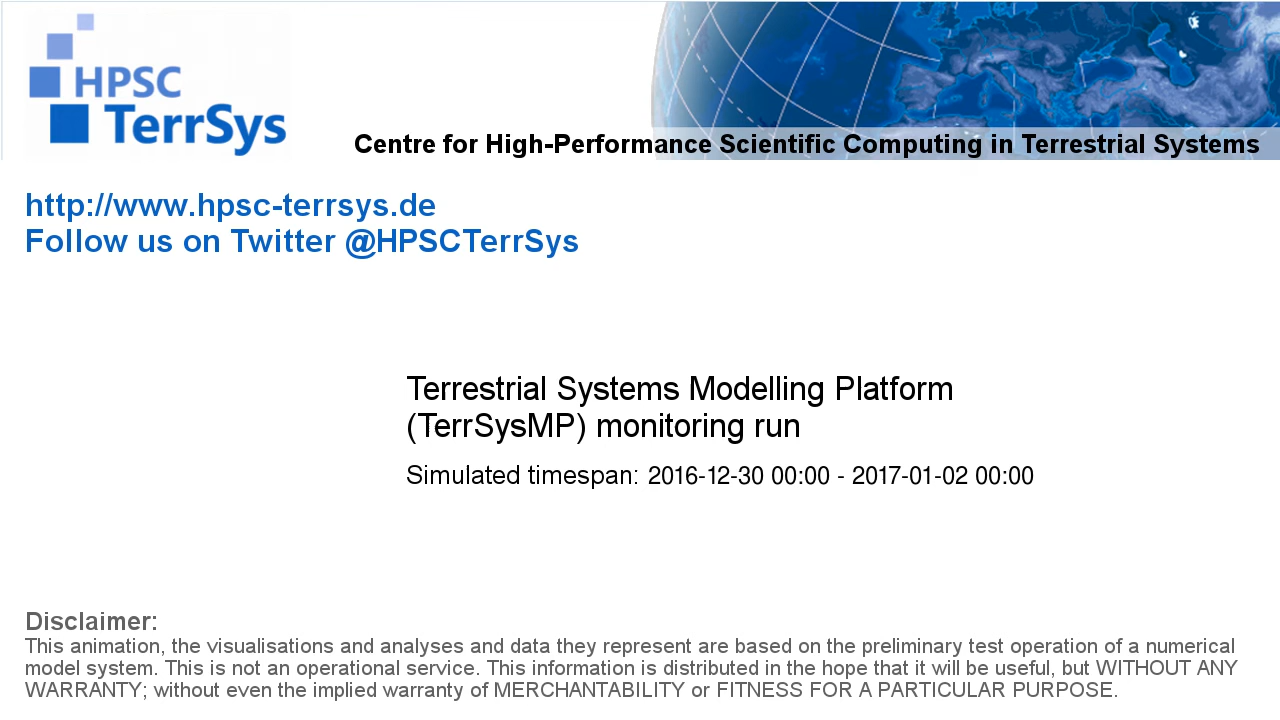 HPSC
TerrSys
Centre for High-Performance Scientific Computing in Terrestrial Systems
http://www.hpsc-terrsys.de
Follow us on Twitter @HPSCTerrSys
Terrestrial Systems Modelling Platform
(TerrSysMP) monitoring run
Simulated timespan: 2016-12-30 00:00 - 2017-01-02 00:00
Disclaimer:
This animation, the visualisations and analyses and data they represent are based on the preliminary test operation of a numerical
model system. This is not an operational service. This information is distributed in the hope that it will be useful, but WITHOUT ANY
WARRANTY; without even the implied warranty of MERCHANTABILITY or FITNESS FOR A PARTICULAR PURPOSE.